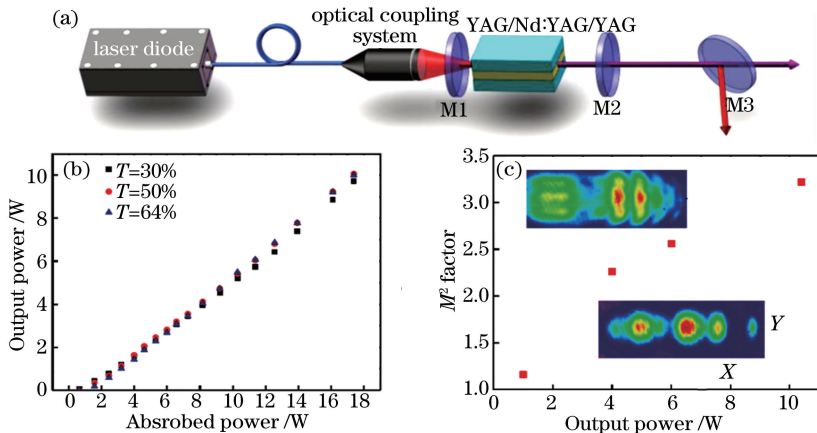 (a)
laser diode
optical coupling
system
YAG/Nd:YAG/YAG
M1
M2
M3
(b)
T=30%
T=50%
T=64%
10
8
6
4
2
0
Output power /W
0 2 4 6 8 10 12 14 16 18
Absrobed power /W
(c)
3.5
3.0
2.5
2.0
1.5
1.0
M² factor
Y
X
0 2 4 6 8 10
Output power /W